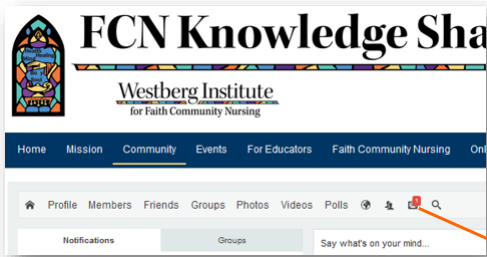 FCN Knowledge Sha
Westberg Institute
for Faith Community Nursing
Home Mission Community Events For Educators Faith Community Nursing Onl
Profile Members Friends Groups Photos Videos Polls 1
Notifications Groups Say what's on your mind...